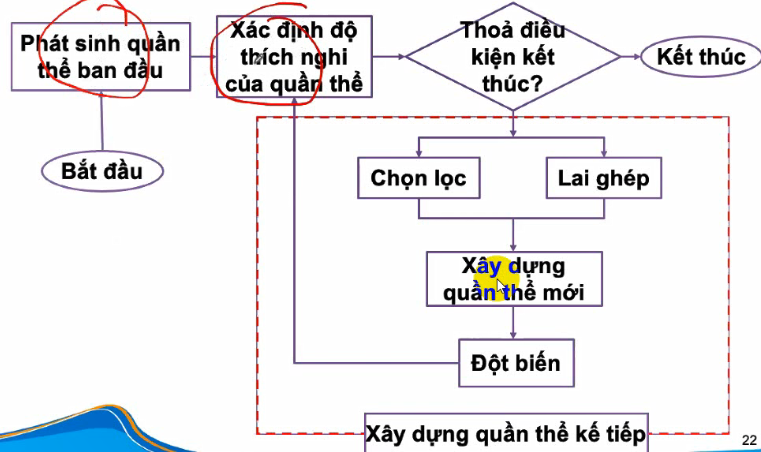 Phát sinh quần
thể ban đầu
Xác định độ
thích nghi
của quần thể
Thoả điều
kiện kết
thúc?
Kết thúc
Bắt đầu
Chọn lọc
Lai ghép
Xây dựng
quần thể mới
Đột biến
Xây dựng quần thể kế tiếp
22